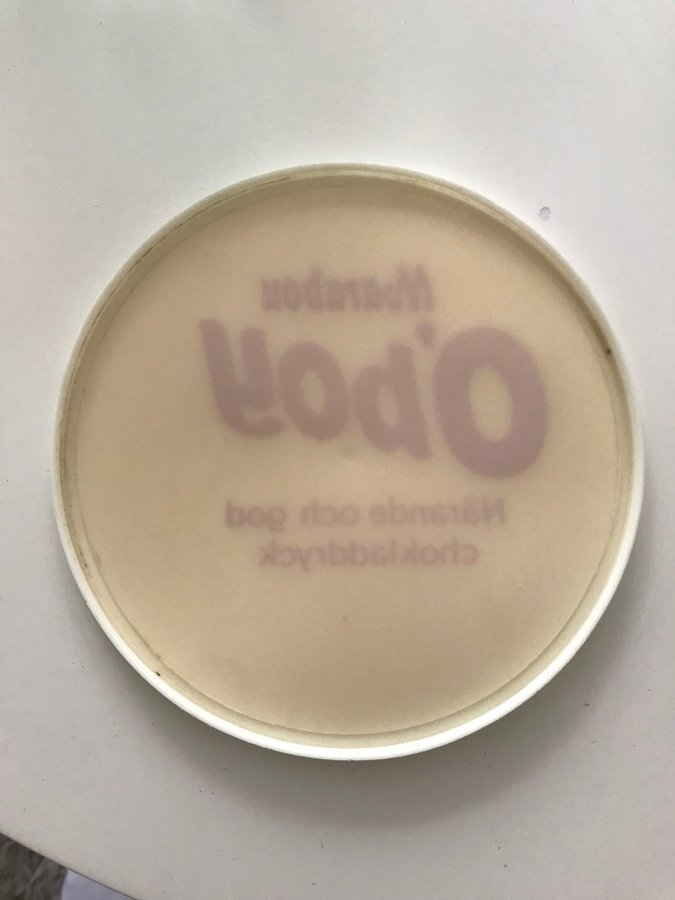 Marabou
O'boy
Närande och god
chokladdryck